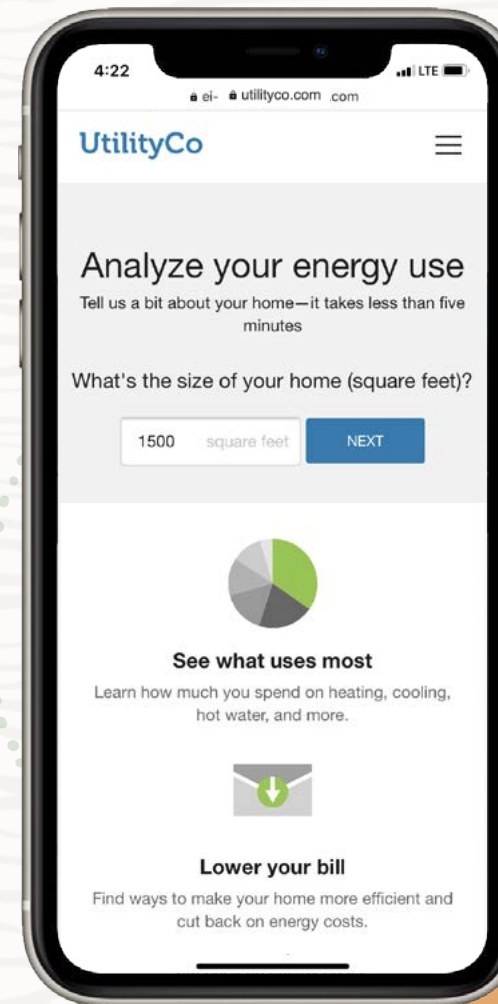 4:22
LTE
ei- utilityco.com .com
UtilityCo
Analyze your energy use
Tell us a bit about your home—it takes less than five
minutes
What's the size of your home (square feet)?
1500 square feet NEXT
See what uses most
Learn how much you spend on heating, cooling,
hot water, and more.
Lower your bill
Find ways to make your home more efficient and
cut back on energy costs.